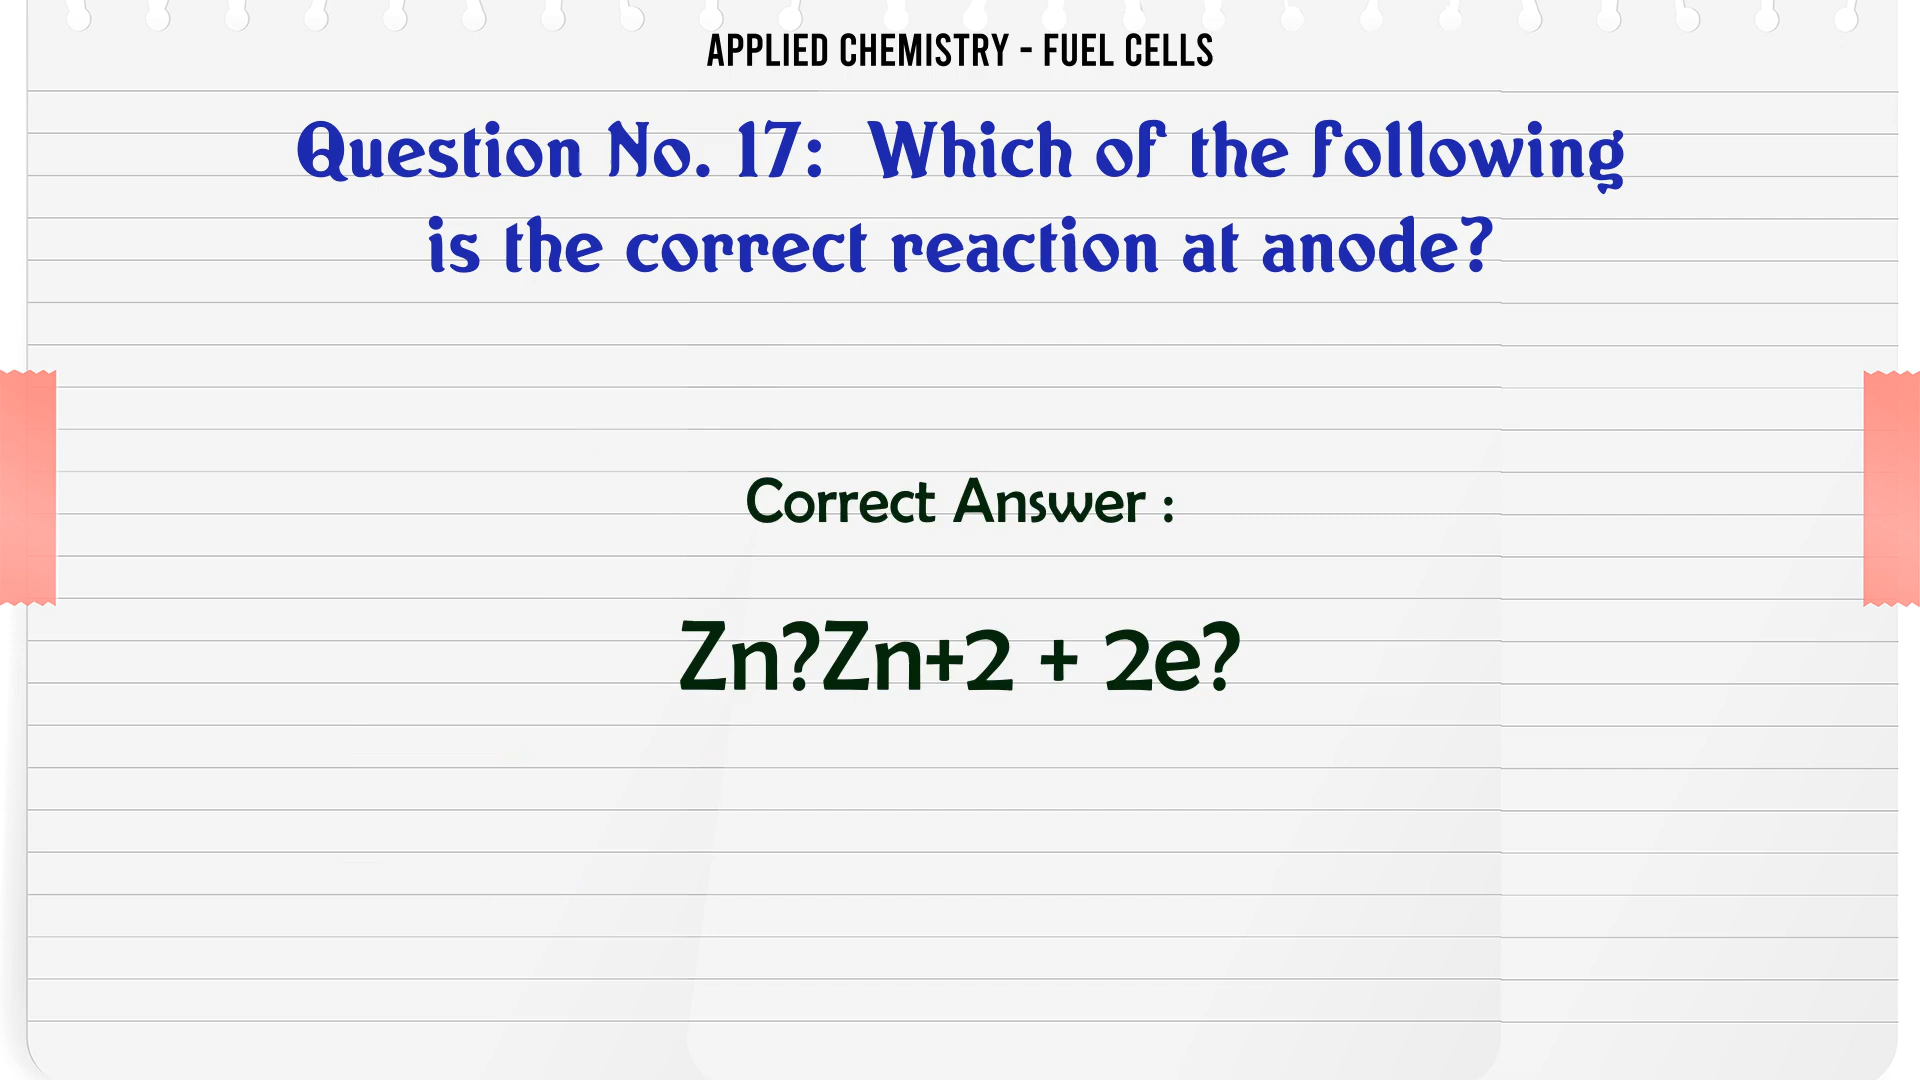 APPLIED CHEMISTRY - FUEL CELLS
Question No. 17: Which of the following
is the correct reaction at anode?
Correct Answer :
Zn?Zn+2 + 2e?